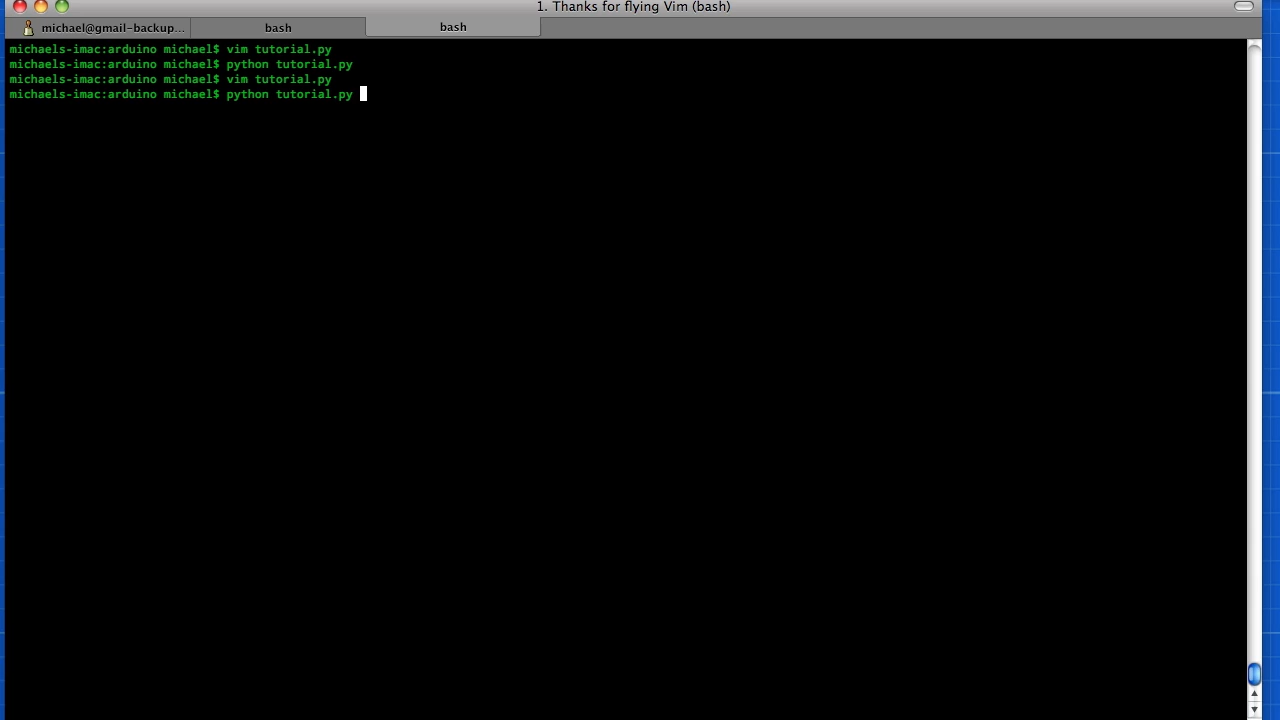 1. Thanks for flying Vim (bash)
michael@gmail-backup... bash bash
michaels-imac:arduino michael$ vim tutorial.py
michaels-imac:arduino michael$ python tutorial.py
michaels-imac:arduino michael$ vim tutorial.py
michaels-imac:arduino michael$ python tutorial.py